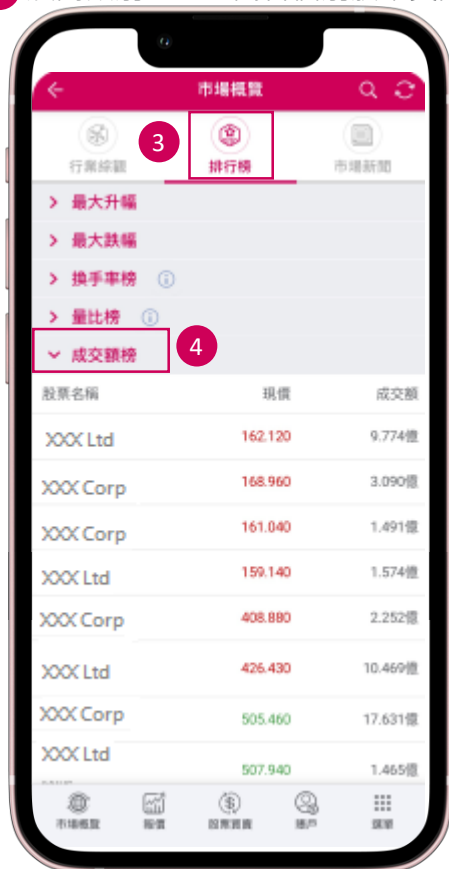 市場概覽
3
行業綜觀
排行榜
市場新聞
> 最大升幅
> 最大跌幅
> 換手率榜
> 量比榜
成交額榜
4
股票名稱 現價 成交額
XXX Ltd 162.120 9.774億
XXX Corp 168.960 3.090億
XXX Corp 161.040 1.491億
XXX Ltd 159.140 1.574億
XXX Corp 408.880 2.252億
XXX Ltd 426.430 10.469億
XXX Corp 505.460 17.631億
XXX Ltd 507.940 1.465億
市場概覽 報價 股票買賣 賬戶 選單